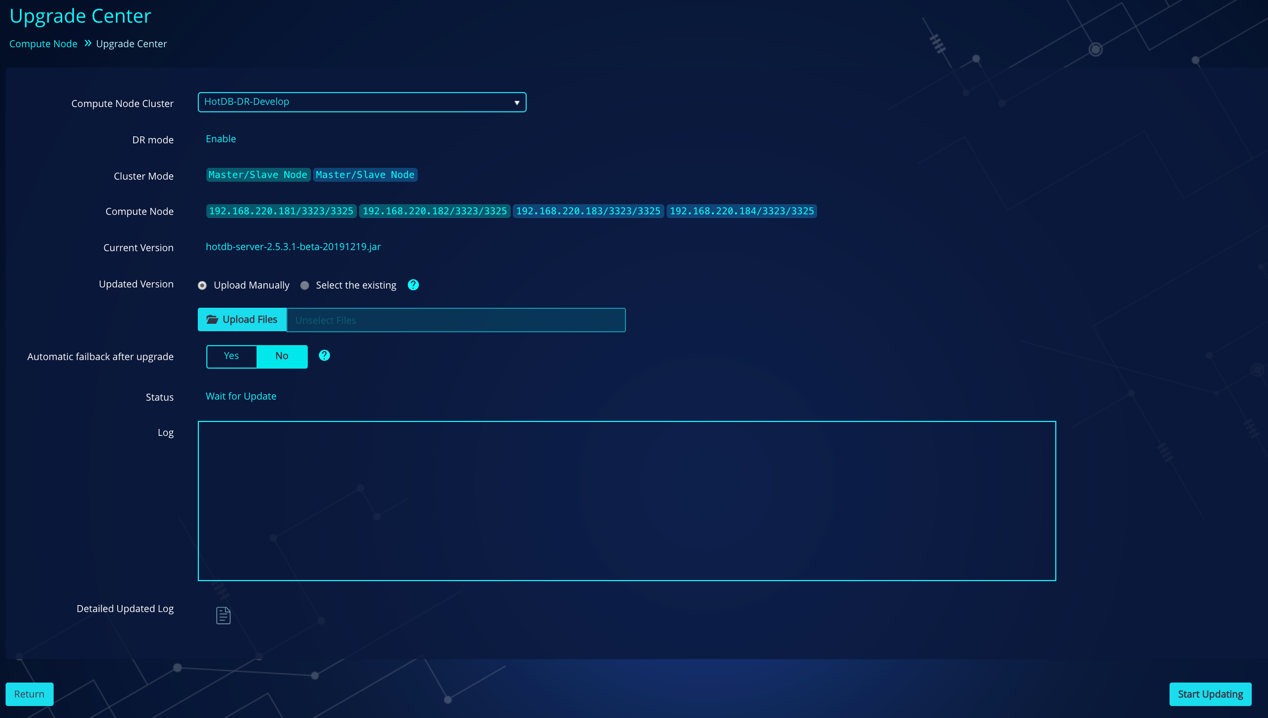 Upgrade Center
Compute Node » Upgrade Center
Compute Node Cluster HotDB-DR-Develop
DR mode Enable
Cluster Mode Master/Slave Node Master/Slave Node
Compute Node 192.168.220.181/3323/3325 192.168.220.182/3323/3325 192.168.220.183/3323/3325 192.168.220.184/3323/3325
Current Version hotdb-server-2.5.3.1-beta-20191219.jar
Updated Version Upload Manually Select the existing ?
Upload Files Unselect Files
Automatic failback after upgrade Yes No ?
Status Wait for Update
Log
Detailed Updated Log
Return Start Updating